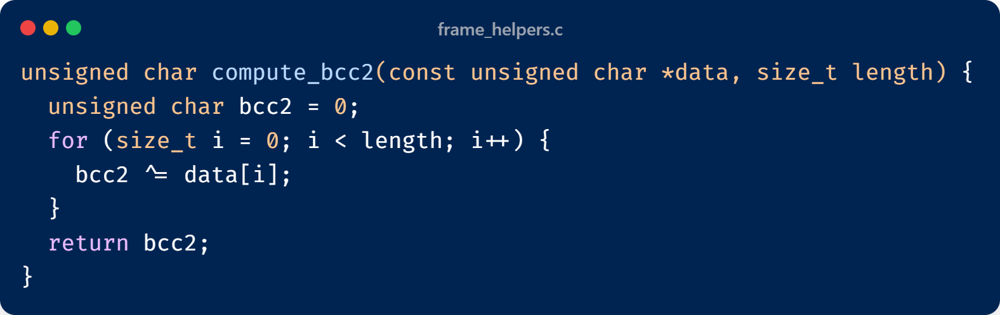 frame_helpers.c
unsigned char compute_bcc2(const unsigned char *data, size_t length) {
  unsigned char bcc2 = 0;
  for (size_t i = 0; i < length; i++) {
    bcc2 ^= data[i];
  }
  return bcc2;
}